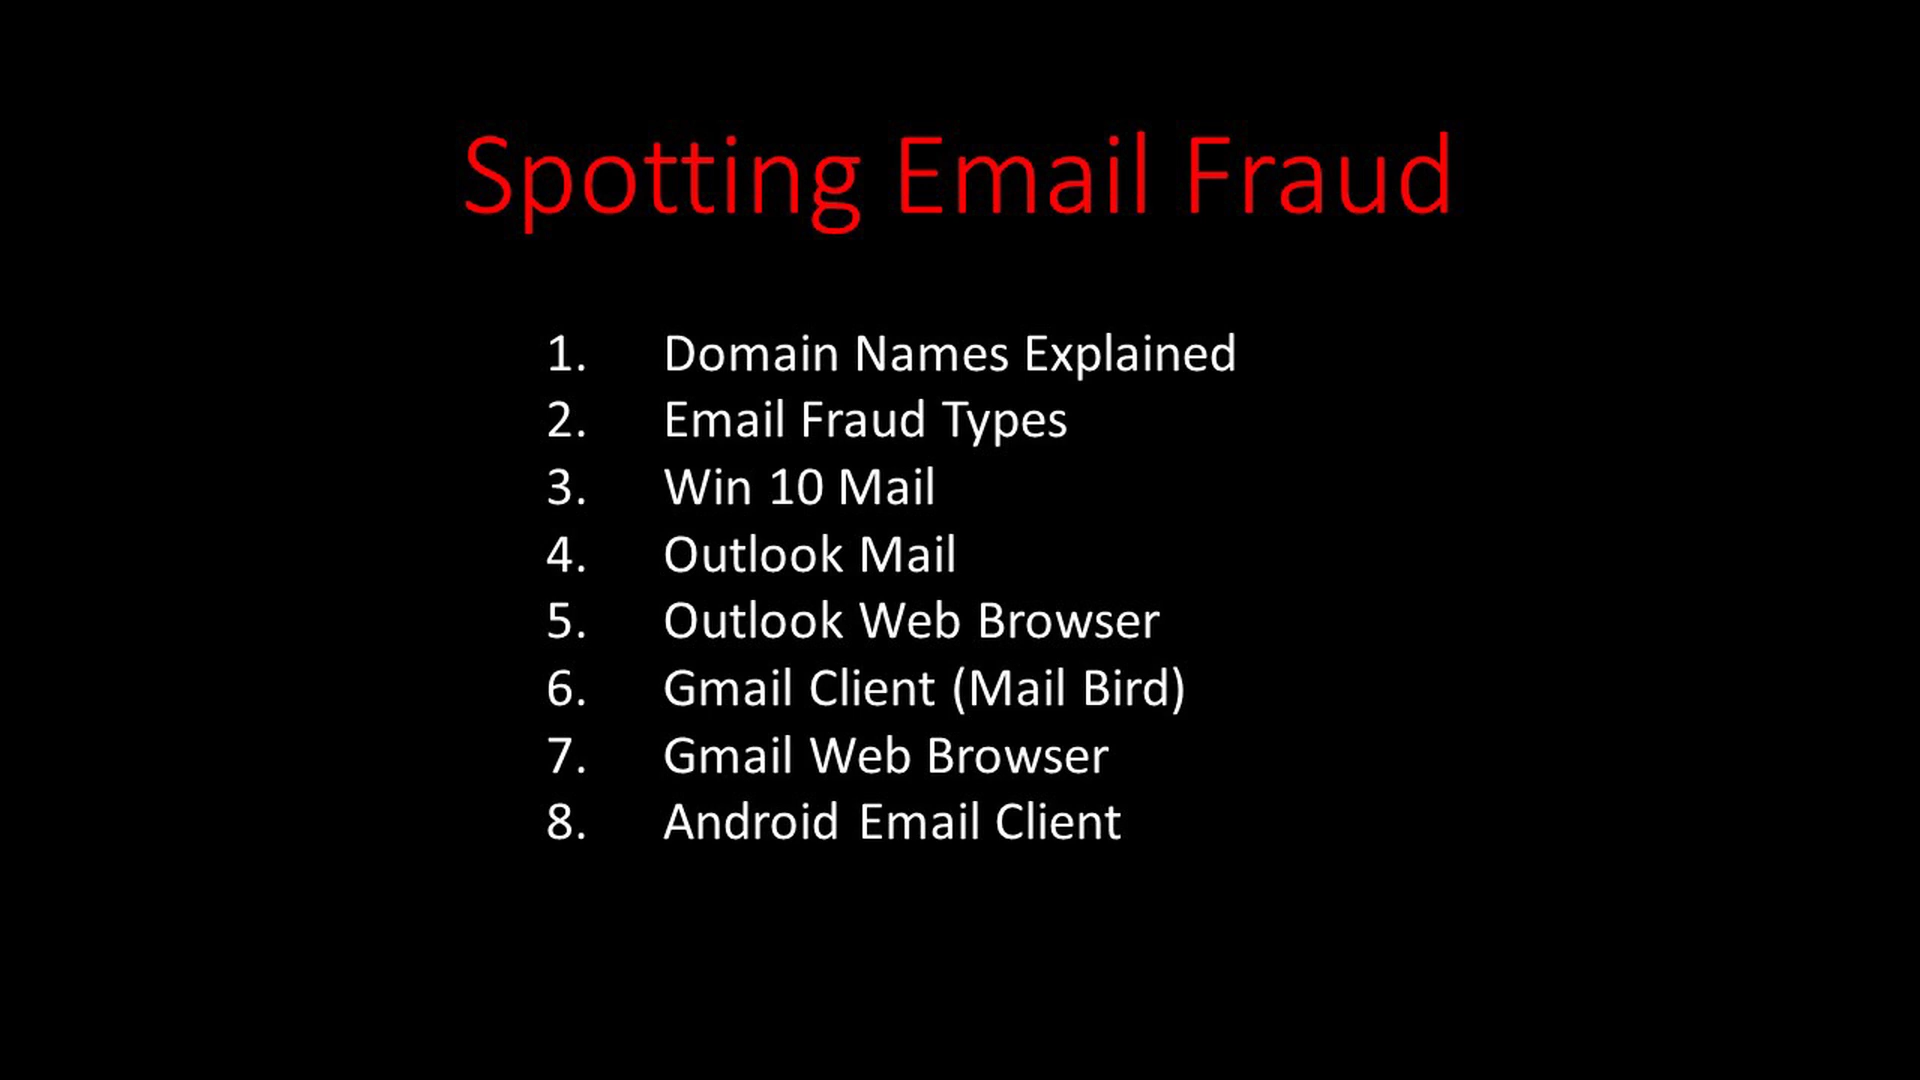 Spotting Email Fraud
1. Domain Names Explained
2. Email Fraud Types
3. Win 10 Mail
4. Outlook Mail
5. Outlook Web Browser
6. Gmail Client (Mail Bird)
7. Gmail Web Browser
8. Android Email Client